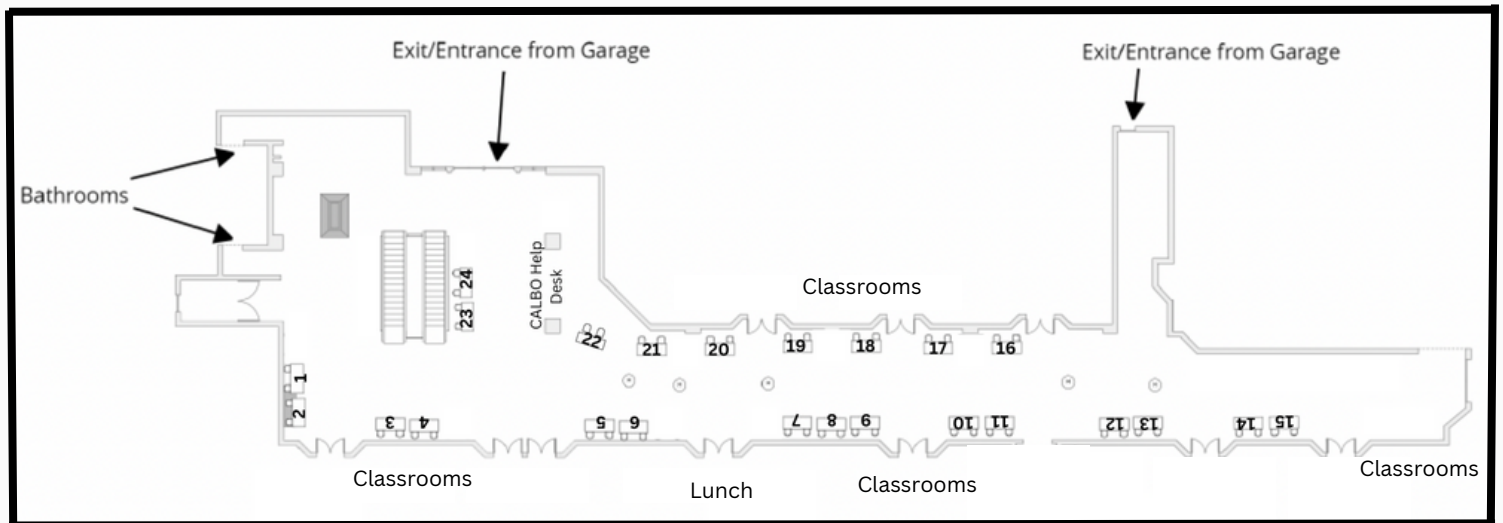 Exit/Entrance from Garage
Exit/Entrance from Garage
Bathrooms
CALBO Help
Desk
24
23
22
Classrooms
21
20
19
18
17
16
1
2
3
4
5
6
7
8
9
10
11
12
13
14
15
Classrooms
Lunch
Classrooms
Classrooms